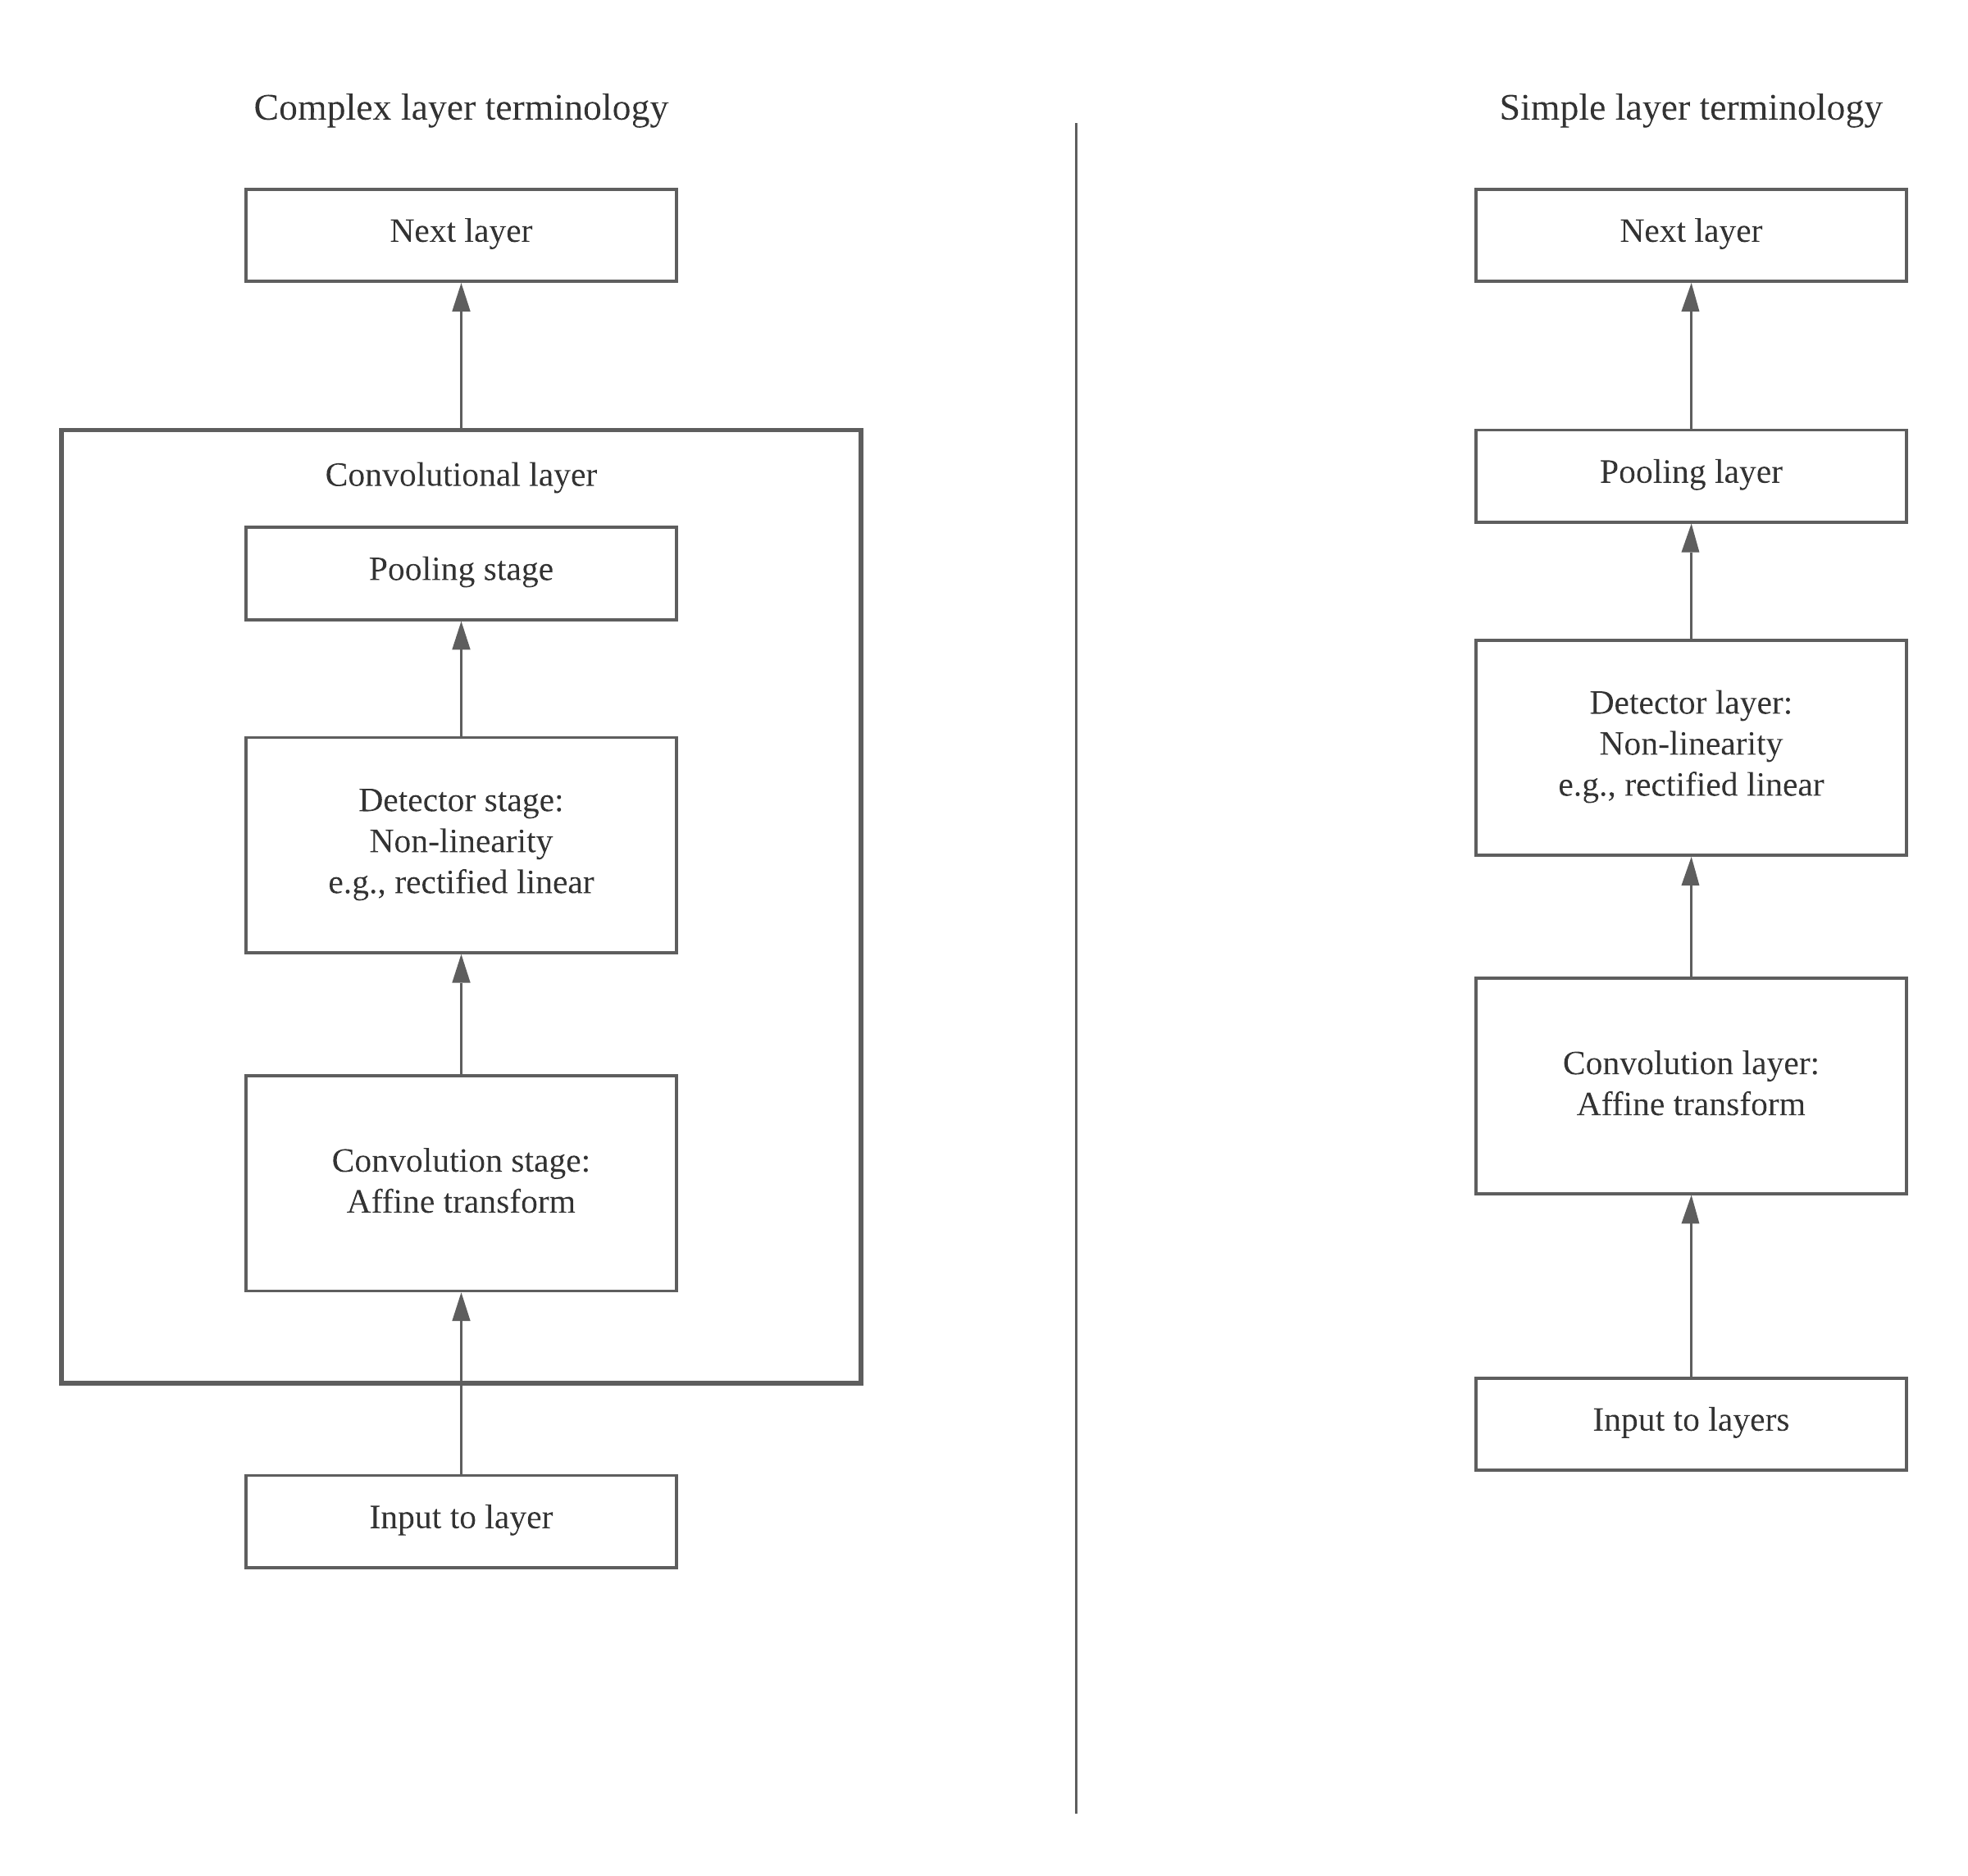 Complex layer terminology
Next layer
Convolutional layer
Pooling stage
Detector stage:
Non-linearity
e.g., rectified linear
Convolution stage:
Affine transform
Input to layer
Simple layer terminology
Next layer
Pooling layer
Detector layer:
Non-linearity
e.g., rectified linear
Convolution layer:
Affine transform
Input to layers